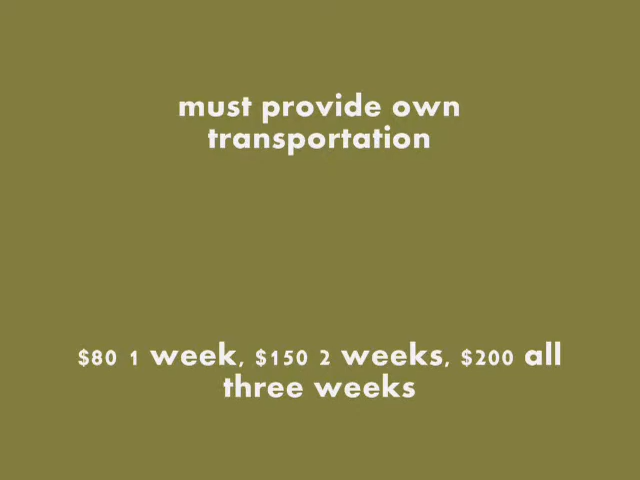 must provide own
transportation
$80 1 week, $150 2 weeks, $200 all
three weeks